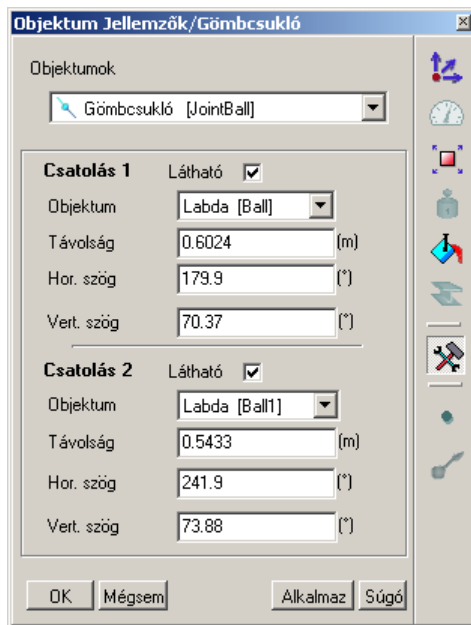 Objektum Jellemzők/Gömbcsukló
Objektumok
Gömbcsukló [JointBall]
Csatolás 1 Látható
Objektum Labda [Ball]
Távolság 0.6024 (m)
Hor. szög 179.9 (°)
Vert. szög 70.37 (°)
Csatolás 2 Látható
Objektum Labda [Ball1]
Távolság 0.5433 (m)
Hor. szög 241.9 (°)
Vert. szög 73.88 (°)
OK Mégsem Alkalmaz Súgó